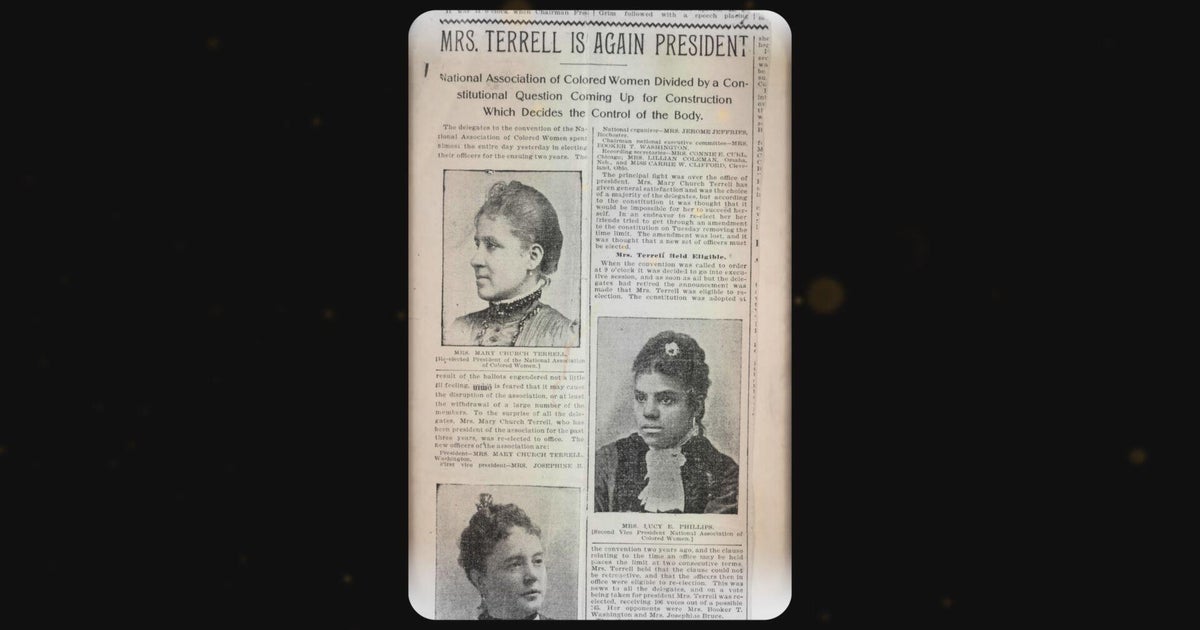 MRS. TERRELL IS AGAIN PRESIDENT
National Association of Colored Women Divided by a Con-
stitutional Question Coming Up for Construction
Which Decides the Control of the Body.
The delegates to the convention of the Na-
tional Association of Colored Women spent
almost the entire day yesterday in electing
their officers for the ensuing two years. The
MRS. MARY CHURCH TERRELL.
[Re-elected President of the National Association
of Colored Women.]
result of the ballots engendered not a little
ill feeling, it is feared that it may cause
the disruption of the association, or at least
the withdrawal of a large number of the
members. To the surprise of all the dele-
gates, Mrs. Mary Church Terrell, who has
been president of the association for the past
three years, was re-elected to office. The
new officers of the association are:
President—MRS. MARY CHURCH TERRELL,
Washington.
First vice president—MRS. JOSEPHINE B.
National organizer—MRS. JEROME JEFFRIES,
Rochester.
Chairman national executive committee—MRS.
BOOKER T. WASHINGTON.
Recording secretaries—MRS. CONNIE E. CURL,
Chicago; MRS. LILLIAN COLEMAN, Omaha,
Neb., and MISS CARRIE W. CLIFFORD, Cleve-
land, Ohio.
The principal fight was over the office of
president. Mrs. Mary Church Terrell has
given general satisfaction and was the choice
of a majority of the delegates, but according
to the constitution it was thought that it
would be impossible for her to succeed her-
self. In an endeavor to re-elect her her
friends tried to get through an amendment
to the constitution on Tuesday removing the
time limit. The amendment was lost, and it
was thought that a new set of officers must
be elected.
Mrs. Terrell Held Eligible.
When the convention was called to order
at 9 o'clock it was decided to go into execu-
tive session, and as soon as all but the dele-
gates had retired the announcement was
made that Mrs. Terrell was eligible to re-
election. The constitution was adopted at
MRS. LUCY E. PHILLIPS.
[Second Vice President National Association of
Colored Women.]
the convention two years ago, and the clause
relating to the time an office may be held
places the limit at two consecutive terms.
Mrs. Terrell held that the clause could not
be retroactive, and that the officers then in
office were eligible to re-election. This was
news to all the delegates, and on a vote
being taken for president Mrs. Terrell was re-
elected, receiving 106 votes out of a possible
145. Her opponents were Mrs. Booker T.
Washington and Mrs. Josephine Bruce.